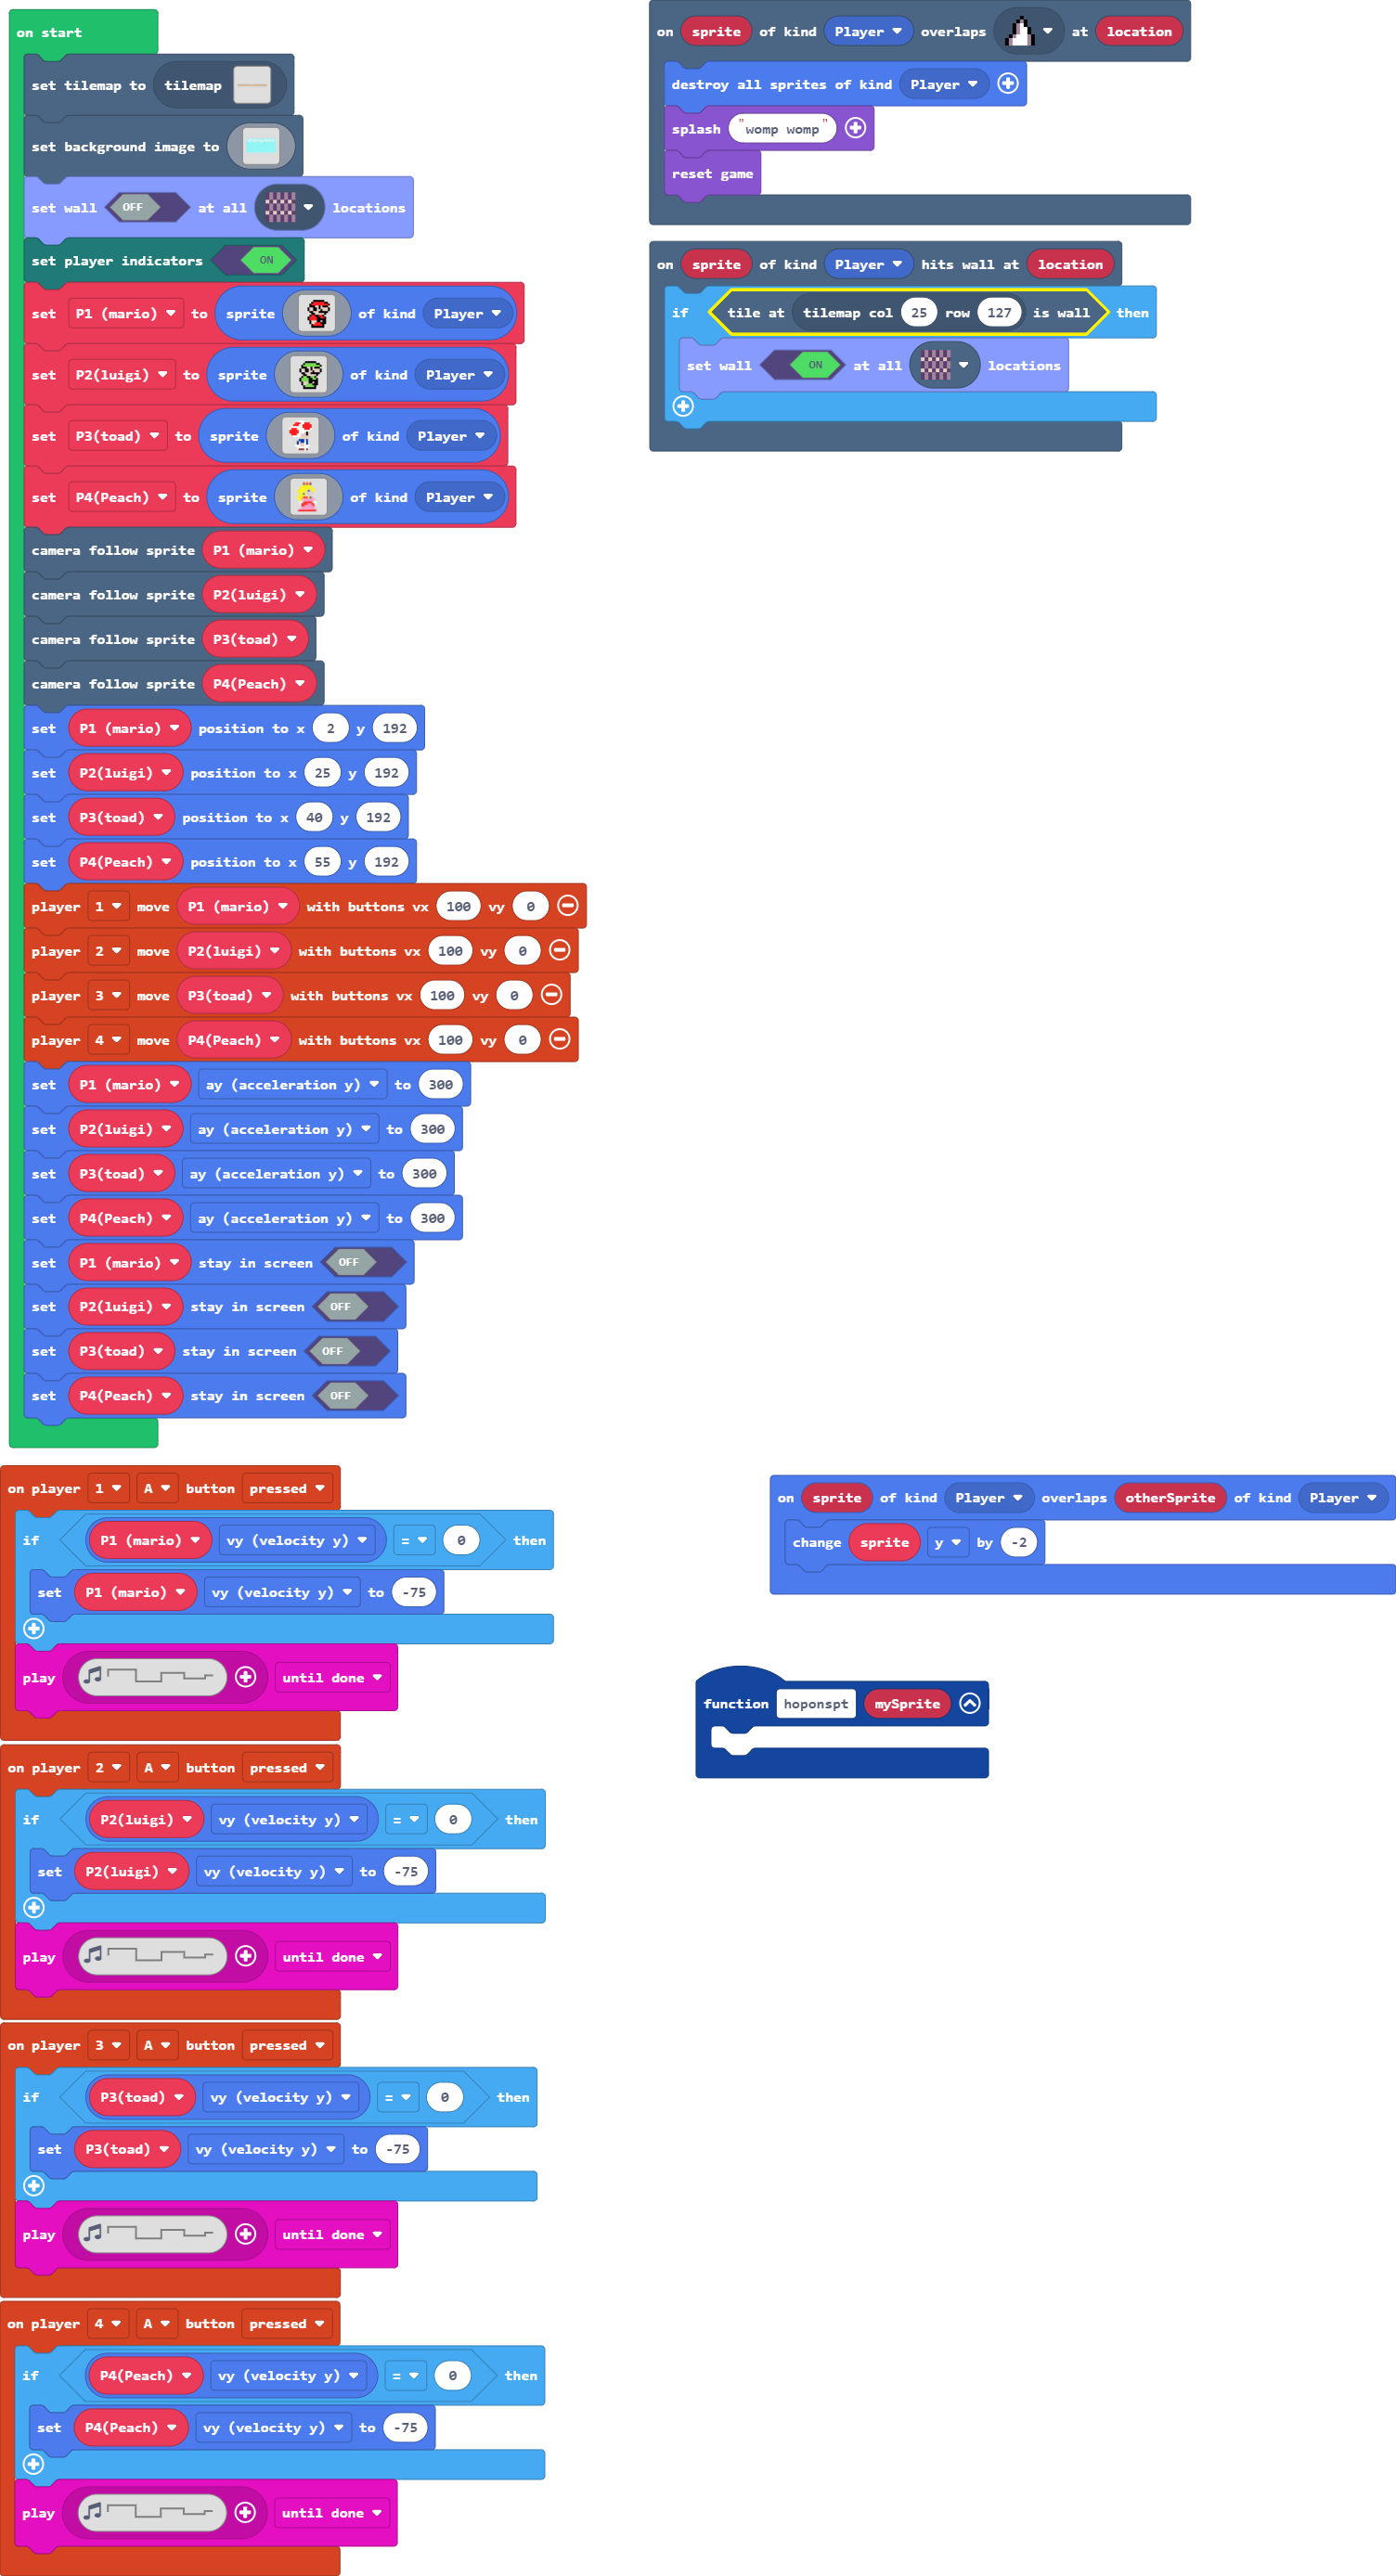 on start
set tilemap to tilemap
set background image to
set wall OFF at all locations
set player indicators ON
set P1 (mario) to sprite of kind Player
set P2(luigi) to sprite of kind Player
set P3(toad) to sprite of kind Player
set P4(Peach) to sprite of kind Player
camera follow sprite P1 (mario)
camera follow sprite P2(luigi)
camera follow sprite P3(toad)
camera follow sprite P4(Peach)
set P1 (mario) position to x 2 y 192
set P2(luigi) position to x 25 y 192
set P3(toad) position to x 40 y 192
set P4(Peach) position to x 55 y 192
player 1 move P1 (mario) with buttons vx 100 vy 0
player 2 move P2(luigi) with buttons vx 100 vy 0
player 3 move P3(toad) with buttons vx 100 vy 0
player 4 move P4(Peach) with buttons vx 100 vy 0
set P1 (mario) ay (acceleration y) to 300
set P2(luigi) ay (acceleration y) to 300
set P3(toad) ay (acceleration y) to 300
set P4(Peach) ay (acceleration y) to 300
set P1 (mario) stay in screen OFF
set P2(luigi) stay in screen OFF
set P3(toad) stay in screen OFF
set P4(Peach) stay in screen OFF
on sprite of kind Player overlaps at location
destroy all sprites of kind Player
splash "womp womp"
reset game
on sprite of kind Player hits wall at location
if tile at tilemap col 25 row 127 is wall then
set wall ON at all locations
on player 1 A button pressed
if P1 (mario) vy (velocity y) = 0 then
set P1 (mario) vy (velocity y) to -75
play until done
on player 2 A button pressed
if P2(luigi) vy (velocity y) = 0 then
set P2(luigi) vy (velocity y) to -75
play until done
on player 3 A button pressed
if P3(toad) vy (velocity y) = 0 then
set P3(toad) vy (velocity y) to -75
play until done
on player 4 A button pressed
if P4(Peach) vy (velocity y) = 0 then
set P4(Peach) vy (velocity y) to -75
play until done
on sprite of kind Player overlaps otherSprite of kind Player
change sprite y by -2
function hoponspt mySprite